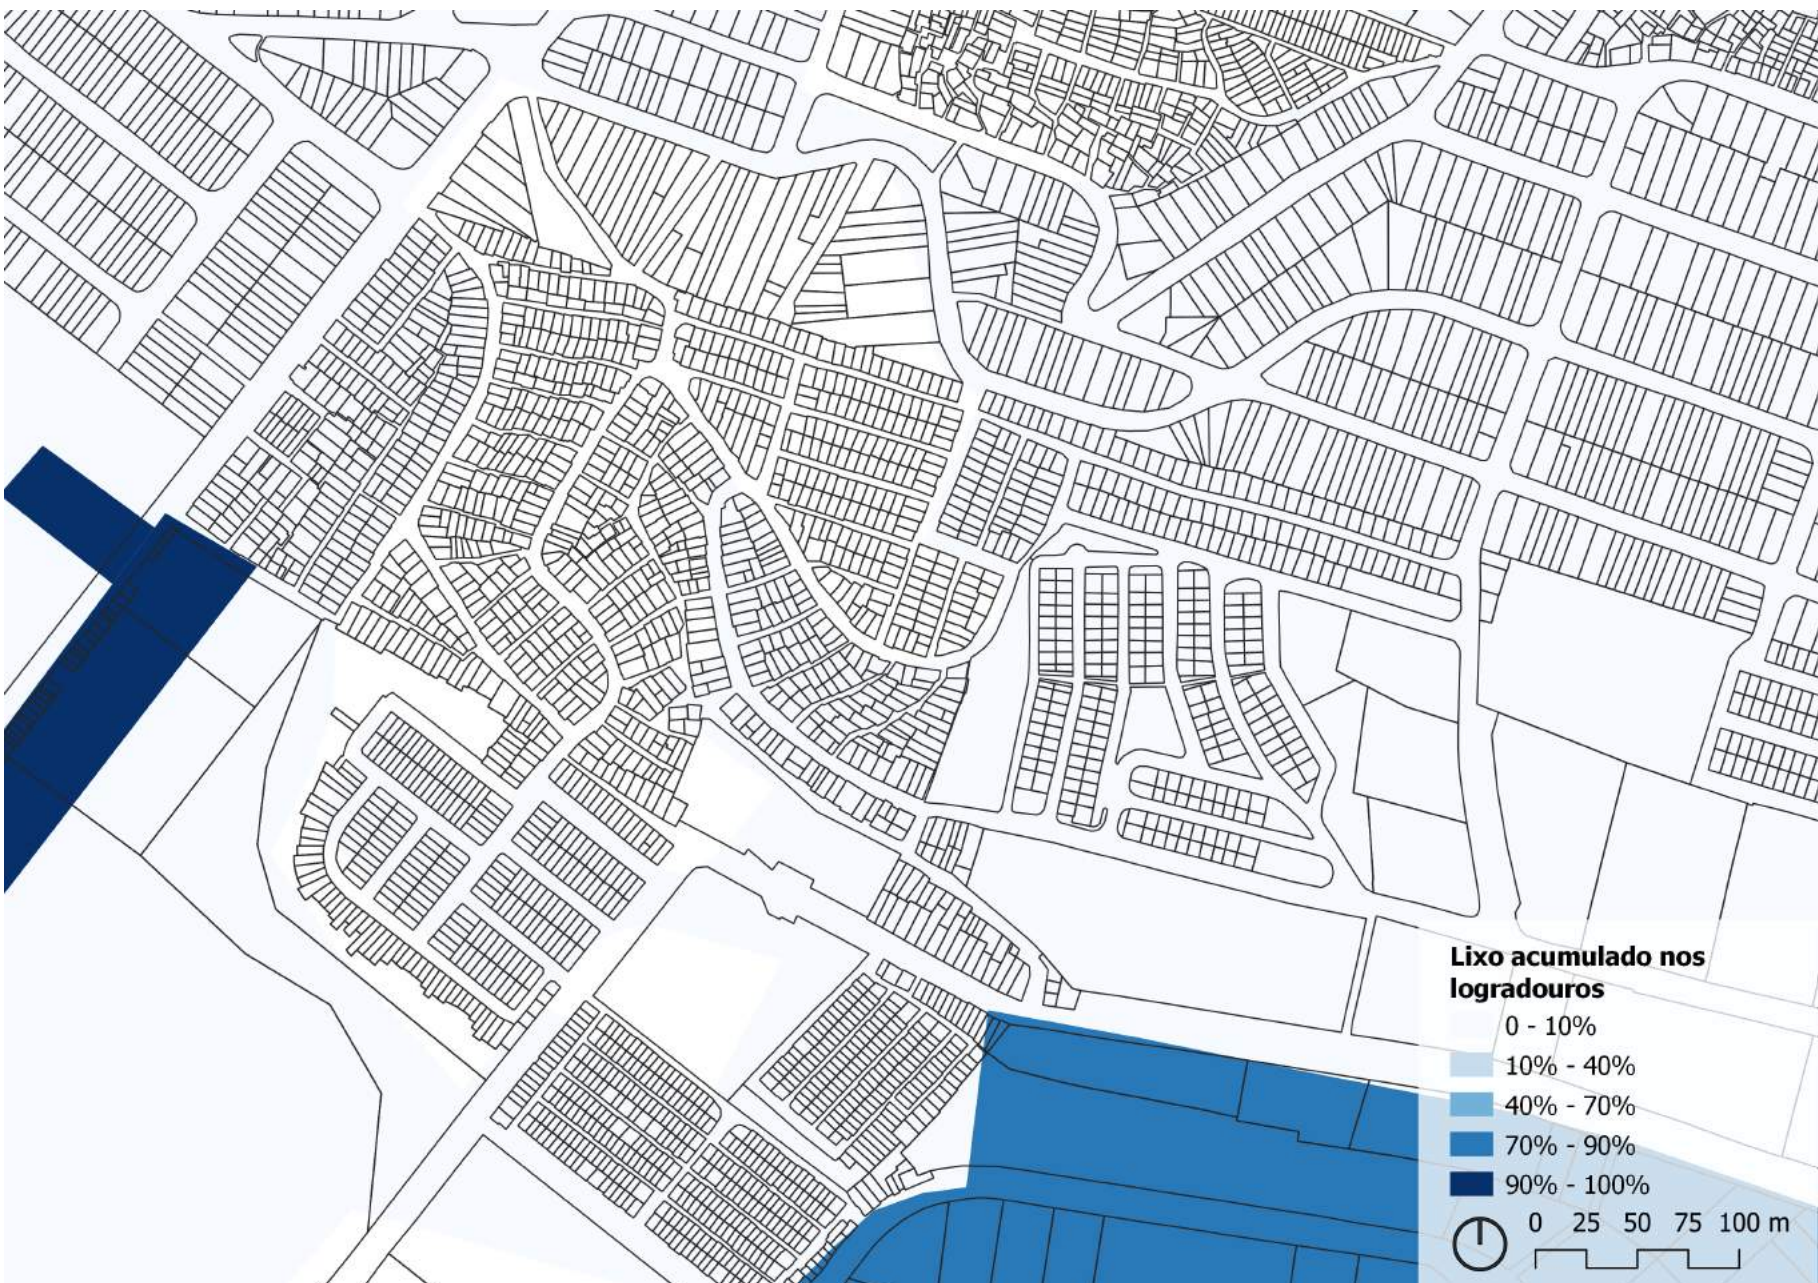 Lixo acumulado nos
logradouros
0 - 10%
10% - 40%
40% - 70%
70% - 90%
90% - 100%
0 25 50 75 100 m